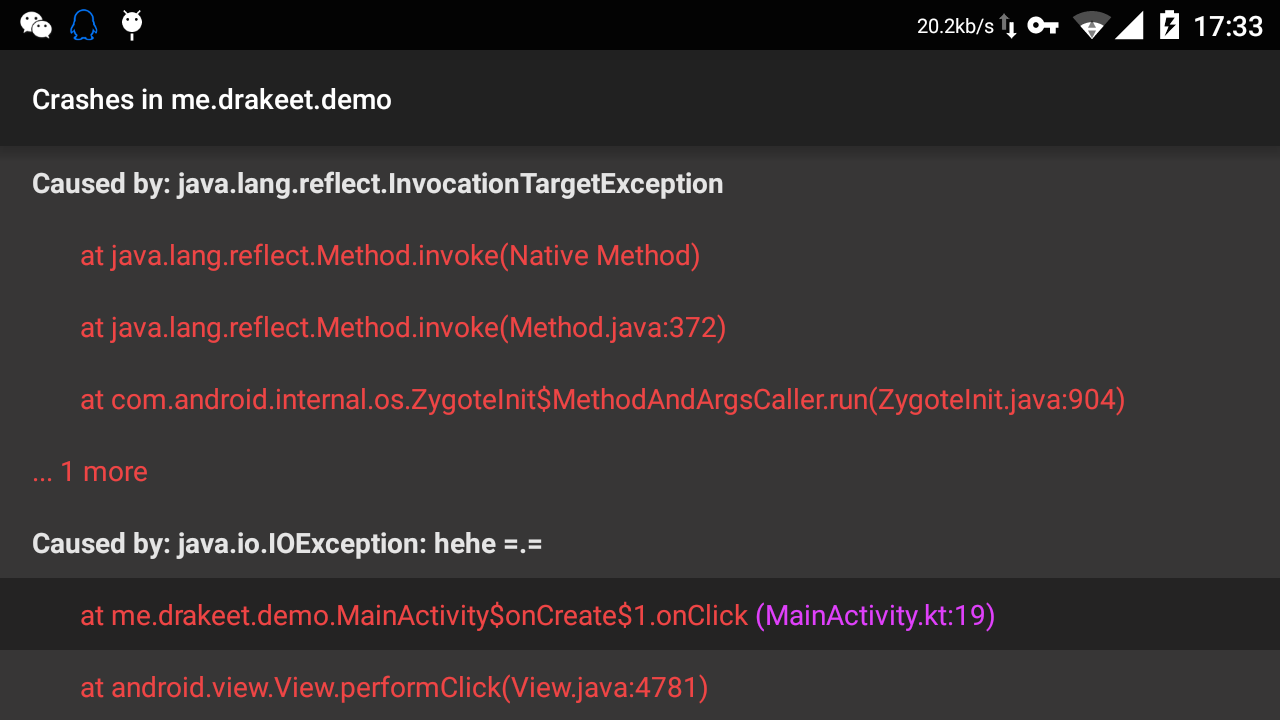 20.2kb/s 17:33
Crashes in me.drakeet.demo
Caused by: java.lang.reflect.InvocationTargetException
at java.lang.reflect.Method.invoke(Native Method)
at java.lang.reflect.Method.invoke(Method.java:372)
at com.android.internal.os.ZygoteInit$MethodAndArgsCaller.run(ZygoteInit.java:904)
... 1 more
Caused by: java.io.IOException: hehe =.=
at me.drakeet.demo.MainActivity$onCreate$1.onClick (MainActivity.kt:19)
at android.view.View.performClick(View.java:4781)